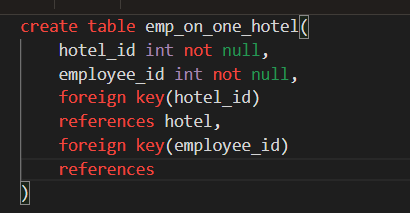 create table emp_on_one_hotel(
hotel_id int not null,
employee_id int not null,
foreign key(hotel_id)
references hotel,
foreign key(employee_id)
references
)